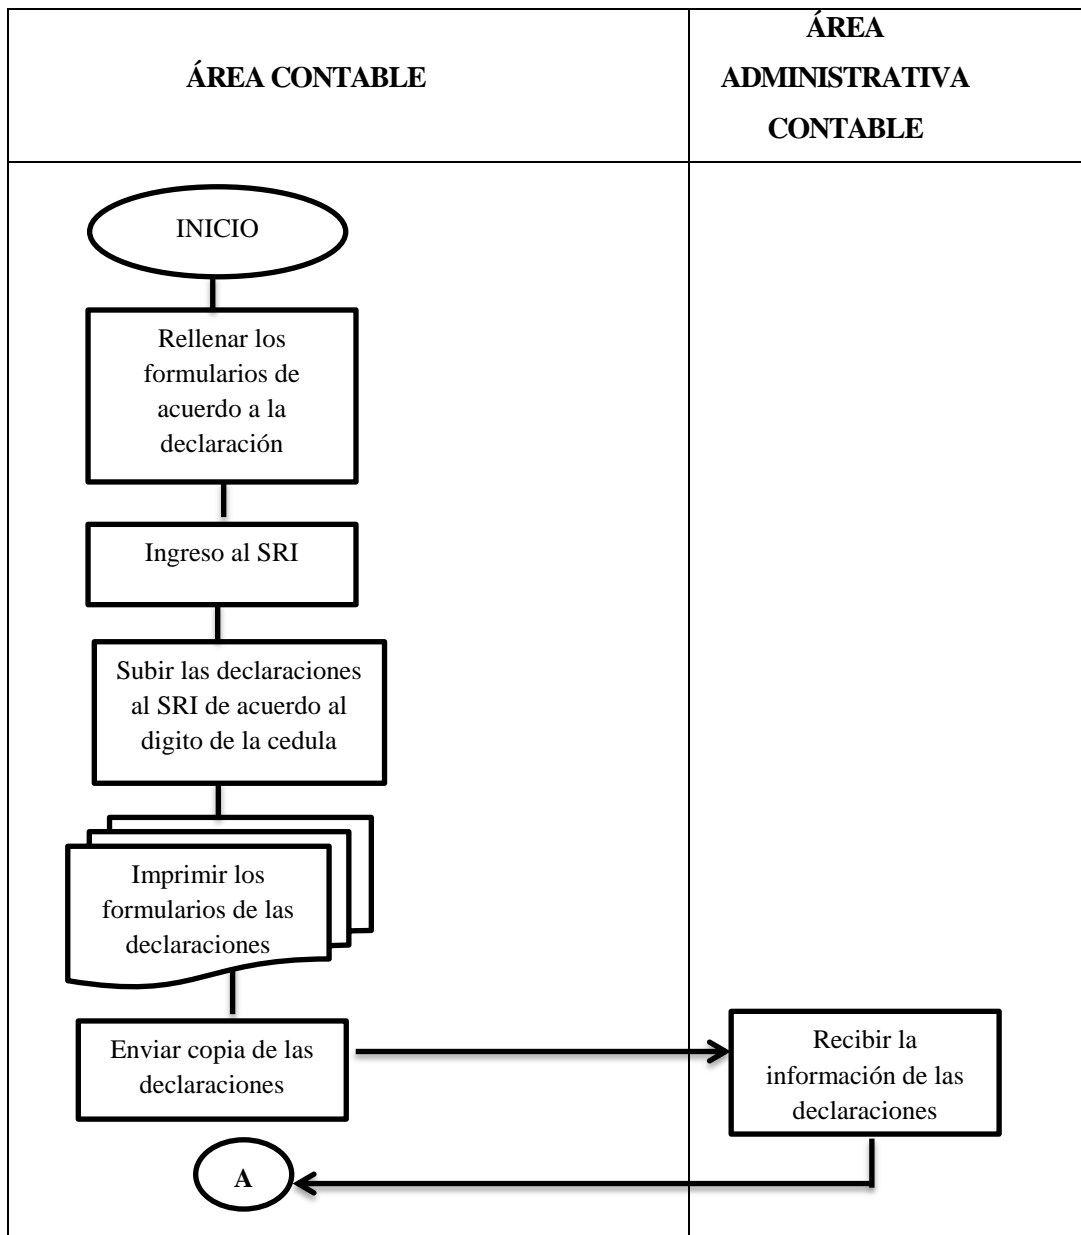 ÁREA CONTABLE
ÁREA
ADMINISTRATIVA
CONTABLE
INICIO
Rellenar los
formularios de
acuerdo a la
declaración
Ingreso al SRI
Subir las declaraciones
al SRI de acuerdo al
digito de la cedula
Imprimir los
formularios de las
declaraciones
Enviar copia de las
declaraciones
Recibir la
información de las
declaraciones
A